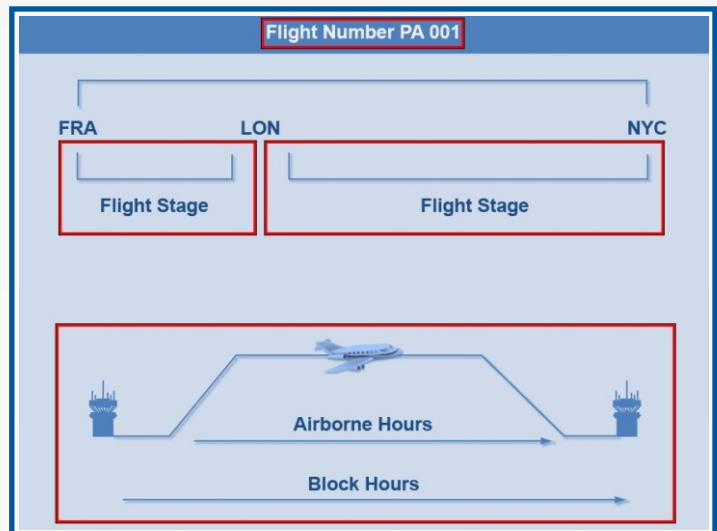 Flight Number PA 001
FRA LON NYC
Flight Stage Flight Stage
Airborne Hours
Block Hours